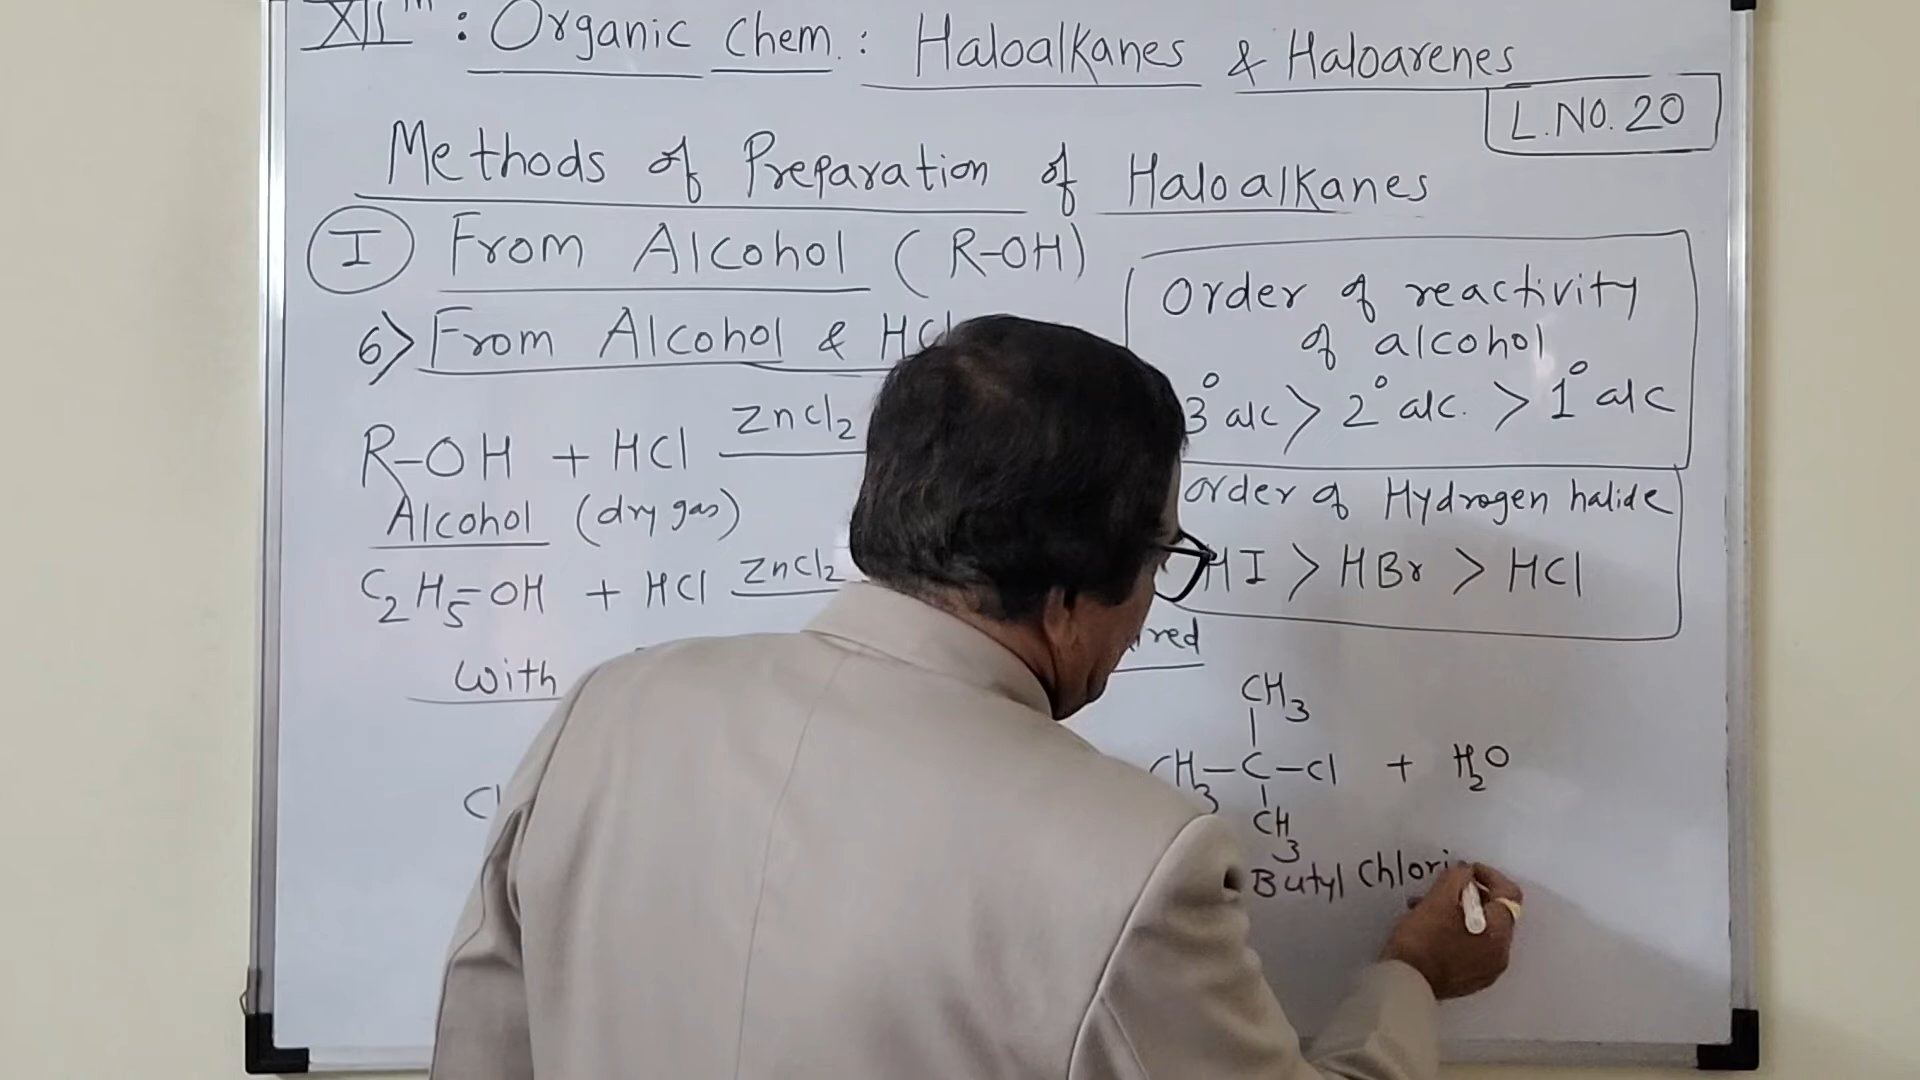 XIIth : Organic Chem. : Haloalkanes & Haloarenes
L.NO. 20
Methods of Preparation of Haloalkanes
I From Alcohol (R-OH)
6> From Alcohol & HCl
R-OH + HCl ZnCl2
Alcohol (dry gas)
C2H5-OH + HCl ZnCl2
With
Order of reactivity
of alcohol
3° alc > 2° alc. > 1° alc
order of Hydrogen halide
HI > HBr > HCl
CH3
CH3-C-Cl + H2O
CH3
Butyl Chlori